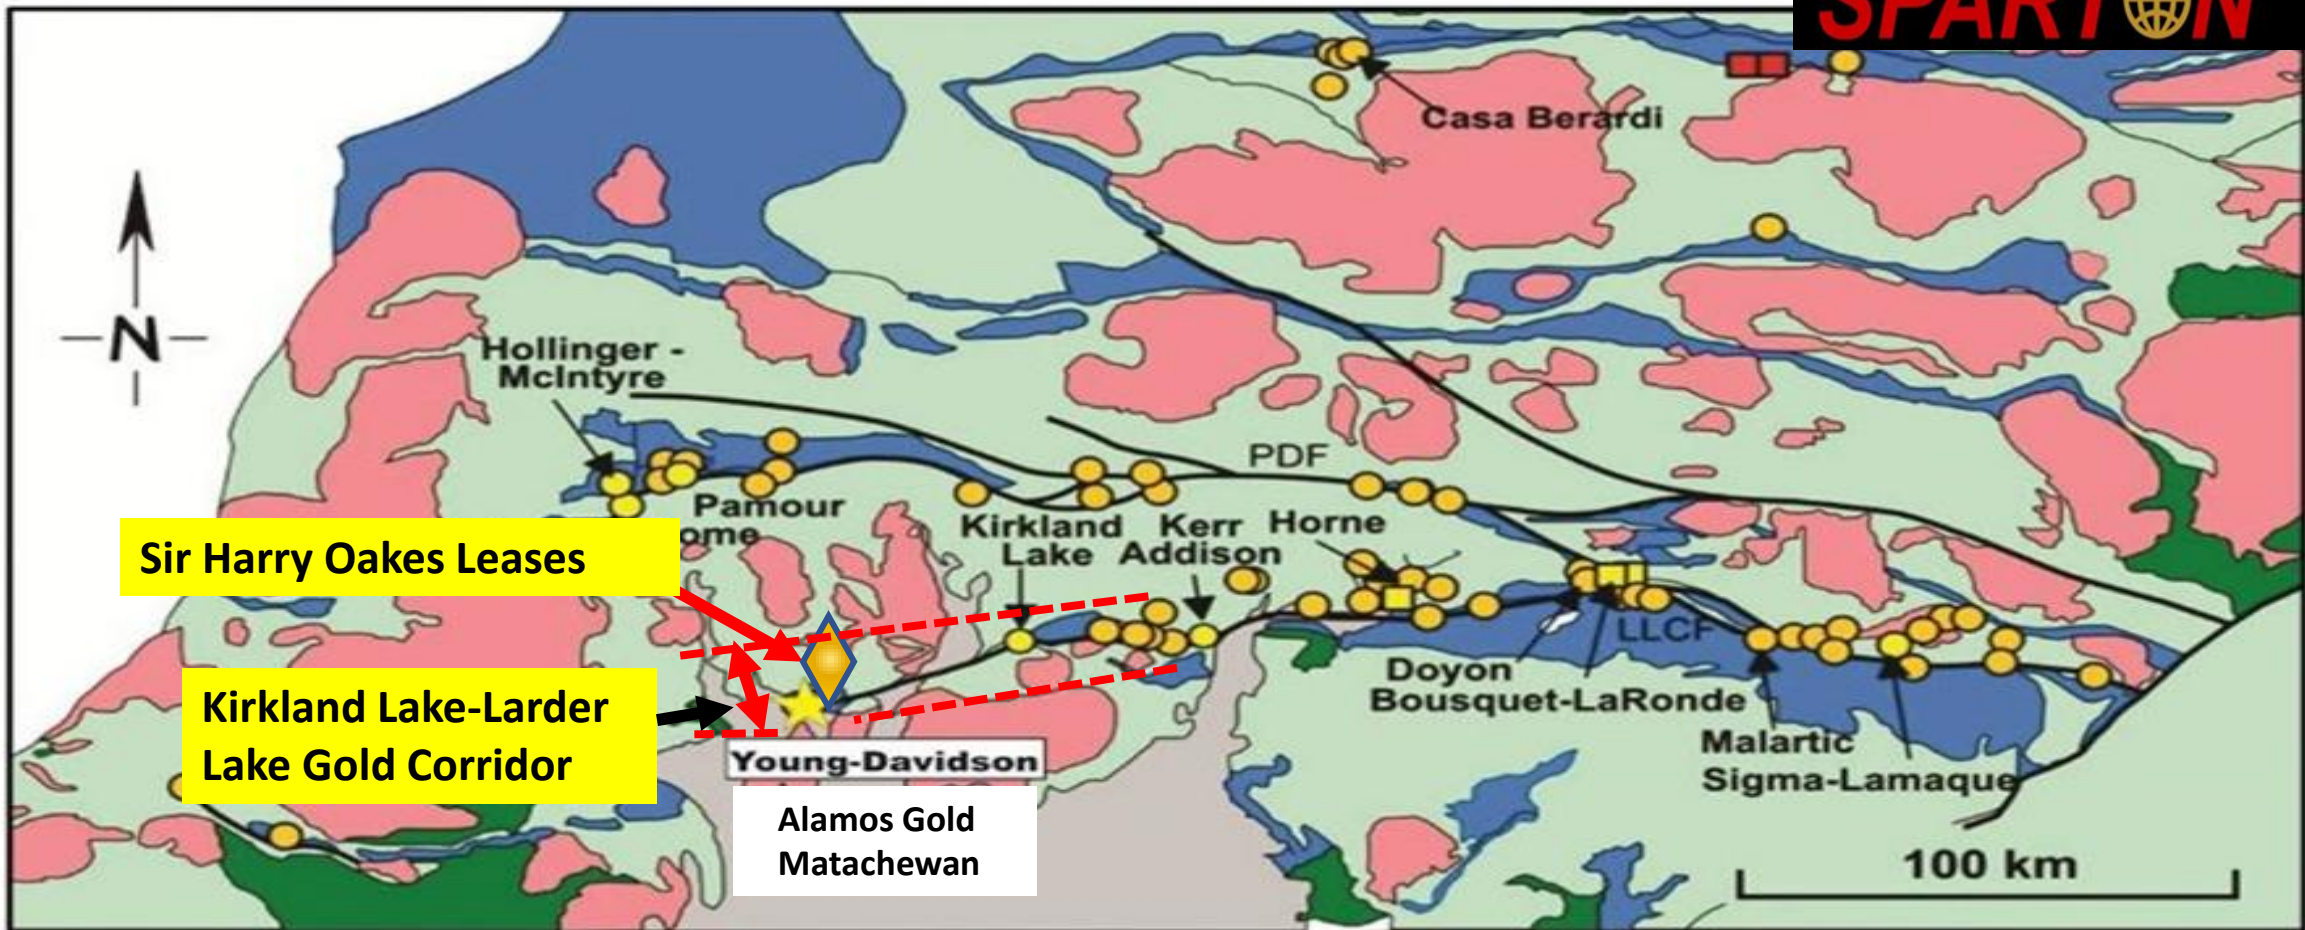 SPARTON
Casa Berardi
N
Hollinger -
McIntyre
PDF
Pamour
ome
Kirkland
Lake
Kerr
Addison
Horne
Sir Harry Oakes Leases
LLCF
Doyon
Bousquet-LaRonde
Kirkland Lake-Larder
Lake Gold Corridor
Malartic
Sigma-Lamaque
Young-Davidson
Alamos Gold
Matachewan
100 km